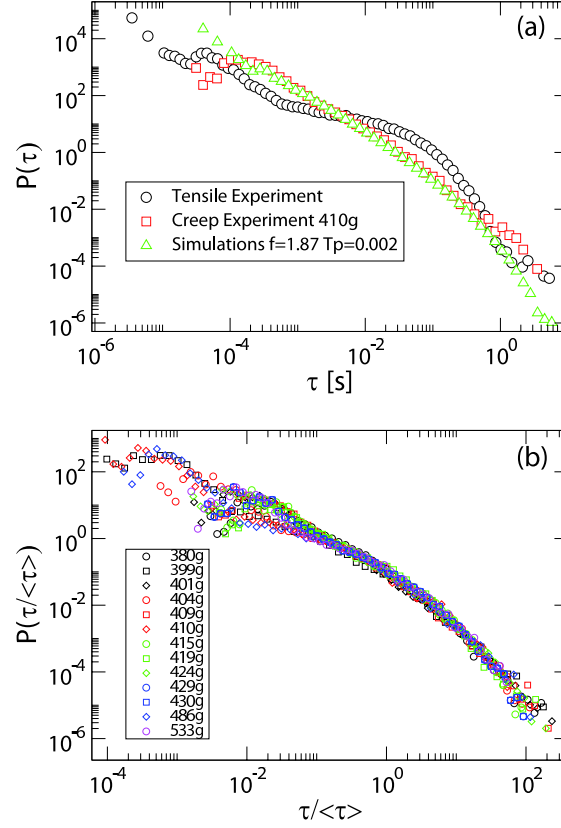 (a)
10^4
10^2
10^0
10^-2
10^-4
10^-6
P(τ)
Tensile Experiment
Creep Experiment 410g
Simulations f=1.87 Tp=0.002
10^-6
10^-4
10^-2
10^0
τ [s]
(b)
10^2
10^0
10^-2
10^-4
10^-6
P(τ/<τ>)
380g
399g
401g
404g
409g
410g
415g
419g
424g
429g
430g
486g
533g
10^-4
10^-2
10^0
10^2
τ/<τ>